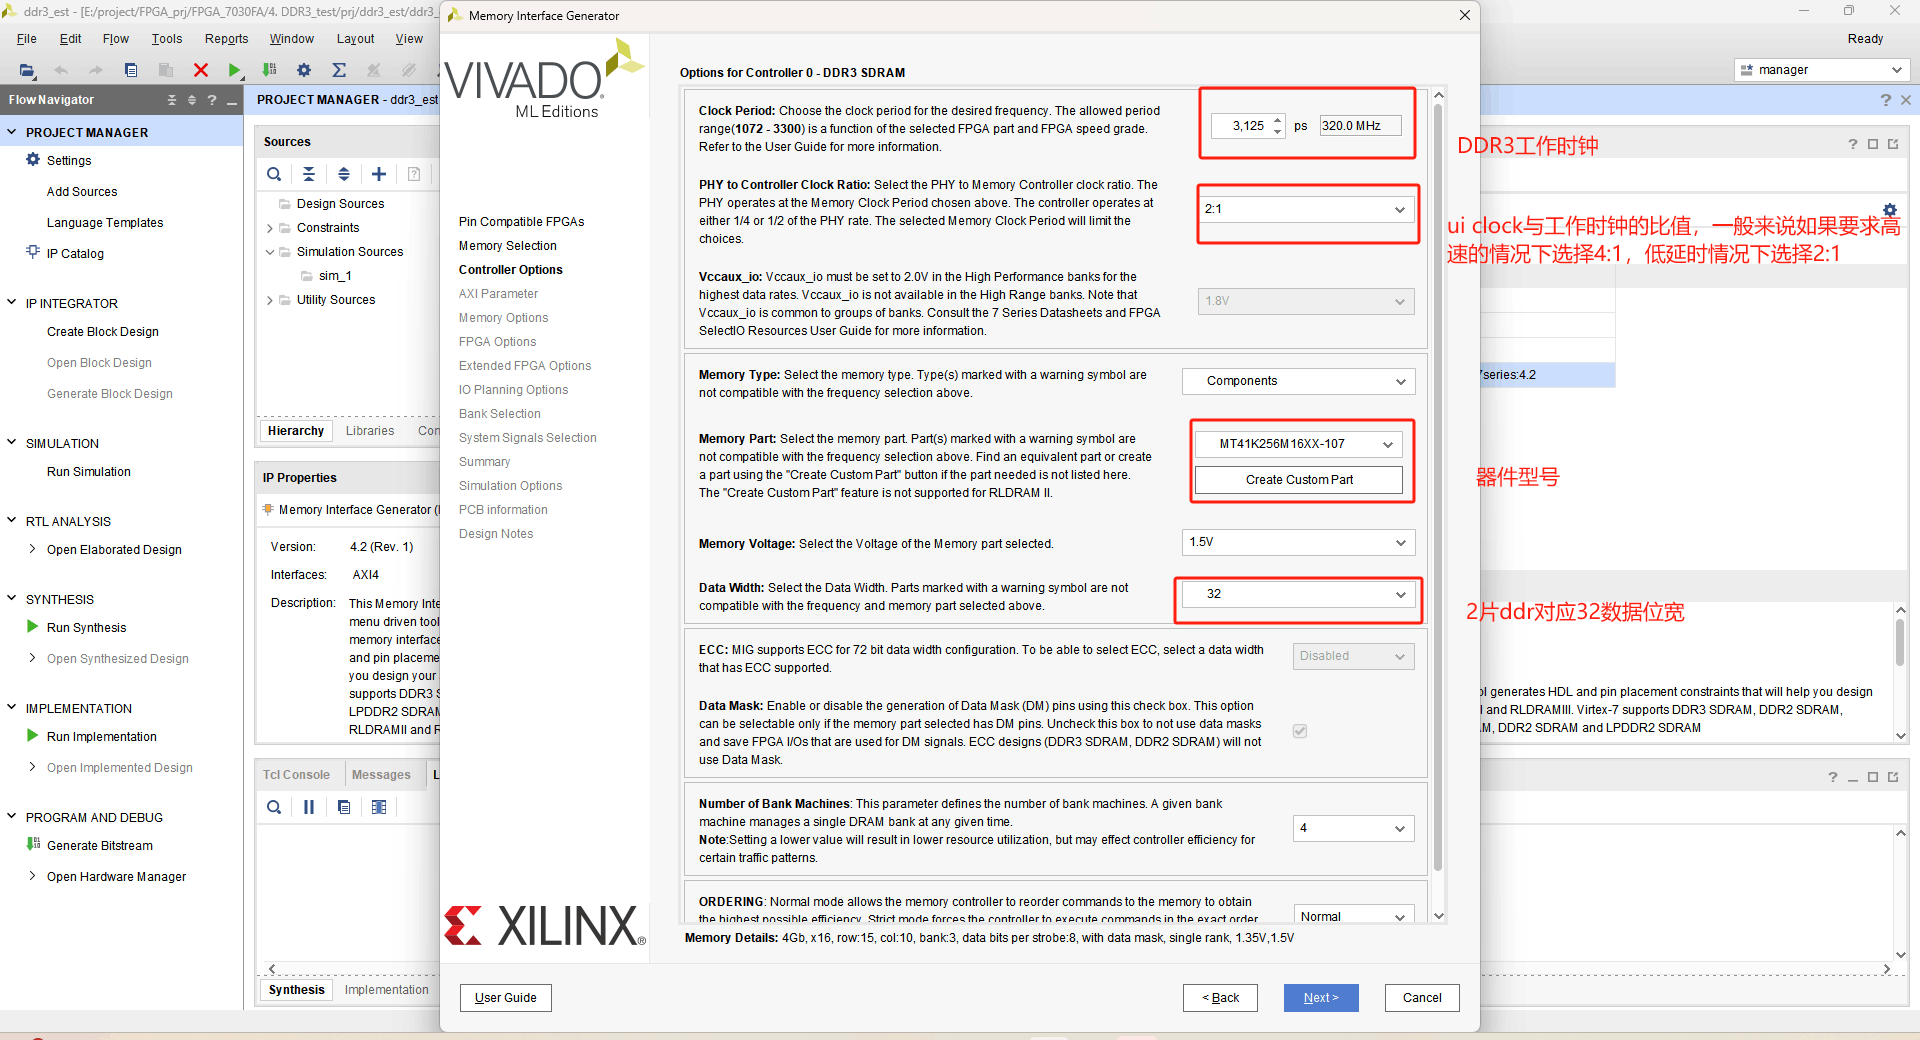 ddr3_est - [E:/project/FPGA_prj/FPGA_7030FA/4. DDR3_test/prj/ddr3_est/ddr3_
Memory Interface Generator
File Edit Flow Tools Reports Window Layout View
Ready
manager
Flow Navigator
PROJECT MANAGER
Settings
Add Sources
Language Templates
IP Catalog
IP INTEGRATOR
Create Block Design
Open Block Design
Generate Block Design
SIMULATION
Run Simulation
RTL ANALYSIS
Open Elaborated Design
SYNTHESIS
Run Synthesis
Open Synthesized Design
IMPLEMENTATION
Run Implementation
Open Implemented Design
PROGRAM AND DEBUG
Generate Bitstream
Open Hardware Manager
PROJECT MANAGER - ddr3_est
Sources
Design Sources
Constraints
Simulation Sources
sim_1
Utility Sources
Hierarchy Libraries Con
IP Properties
Memory Interface Generator (
Version: 4.2 (Rev. 1)
Interfaces: AXI4
Description: This Memory Inte
menu driven tool
memory interface
and pin placeme
you design your
supports DDR3 S
LPDDR2 SDRAM
RLDRAMII and R
Tcl Console Messages L
Synthesis Implementation
VIVADO
ML Editions
Pin Compatible FPGAs
Memory Selection
Controller Options
AXI Parameter
Memory Options
FPGA Options
Extended FPGA Options
IO Planning Options
Bank Selection
System Signals Selection
Summary
Simulation Options
PCB information
Design Notes
XILINX
Options for Controller 0 - DDR3 SDRAM
Clock Period: Choose the clock period for the desired frequency. The allowed period
range(1072 - 3300) is a function of the selected FPGA part and FPGA speed grade.
Refer to the User Guide for more information.
3,125 ps 320.0 MHz
PHY to Controller Clock Ratio: Select the PHY to Memory Controller clock ratio. The
PHY operates at the Memory Clock Period chosen above. The controller operates at
either 1/4 or 1/2 of the PHY rate. The selected Memory Clock Period will limit the
choices.
2:1
Vccaux_io: Vccaux_io must be set to 2.0V in the High Performance banks for the
highest data rates. Vccaux_io is not available in the High Range banks. Note that
Vccaux_io is common to groups of banks. Consult the 7 Series Datasheets and FPGA
SelectIO Resources User Guide for more information.
1.8V
Memory Type: Select the memory type. Type(s) marked with a warning symbol are
not compatible with the frequency selection above.
Components
Memory Part: Select the memory part. Part(s) marked with a warning symbol are
not compatible with the frequency selection above. Find an equivalent part or create
a part using the "Create Custom Part" button if the part needed is not listed here.
The "Create Custom Part" feature is not supported for RLDRAM II.
MT41K256M16XX-107
Create Custom Part
Memory Voltage: Select the Voltage of the Memory part selected.
1.5V
Data Width: Select the Data Width. Parts marked with a warning symbol are not
compatible with the frequency and memory part selected above.
32
ECC: MIG supports ECC for 72 bit data width configuration. To be able to select ECC, select a data width
that has ECC supported.
Disabled
Data Mask: Enable or disable the generation of Data Mask (DM) pins using this check box. This option
can be selectable only if the memory part selected has DM pins. Uncheck this box to not use data masks
and save FPGA I/Os that are used for DM signals. ECC designs (DDR3 SDRAM, DDR2 SDRAM) will not
use Data Mask.
Number of Bank Machines: This parameter defines the number of bank machines. A given bank
machine manages a single DRAM bank at any given time.
Note:Setting a lower value will result in lower resource utilization, but may effect controller efficiency for
certain traffic patterns.
4
ORDERING: Normal mode allows the memory controller to reorder commands to the memory to obtain
the highest possible efficiency. Strict mode forces the controller to execute commands in the exact order
Normal
Memory Details: 4Gb, x16, row:15, col:10, bank:3, data bits per strobe:8, with data mask, single rank, 1.35V,1.5V
User Guide
< Back
Next >
Cancel
DDR3工作时钟
ui clock与工作时钟的比值，一般来说如果要求高
速的情况下选择4:1，低延时情况下选择2:1
7series:4.2
器件型号
2片ddr对应32数据位宽
ol generates HDL and pin placement constraints that will help you design
I and RLDRAMIII. Virtex-7 supports DDR3 SDRAM, DDR2 SDRAM,
M, DDR2 SDRAM and LPDDR2 SDRAM